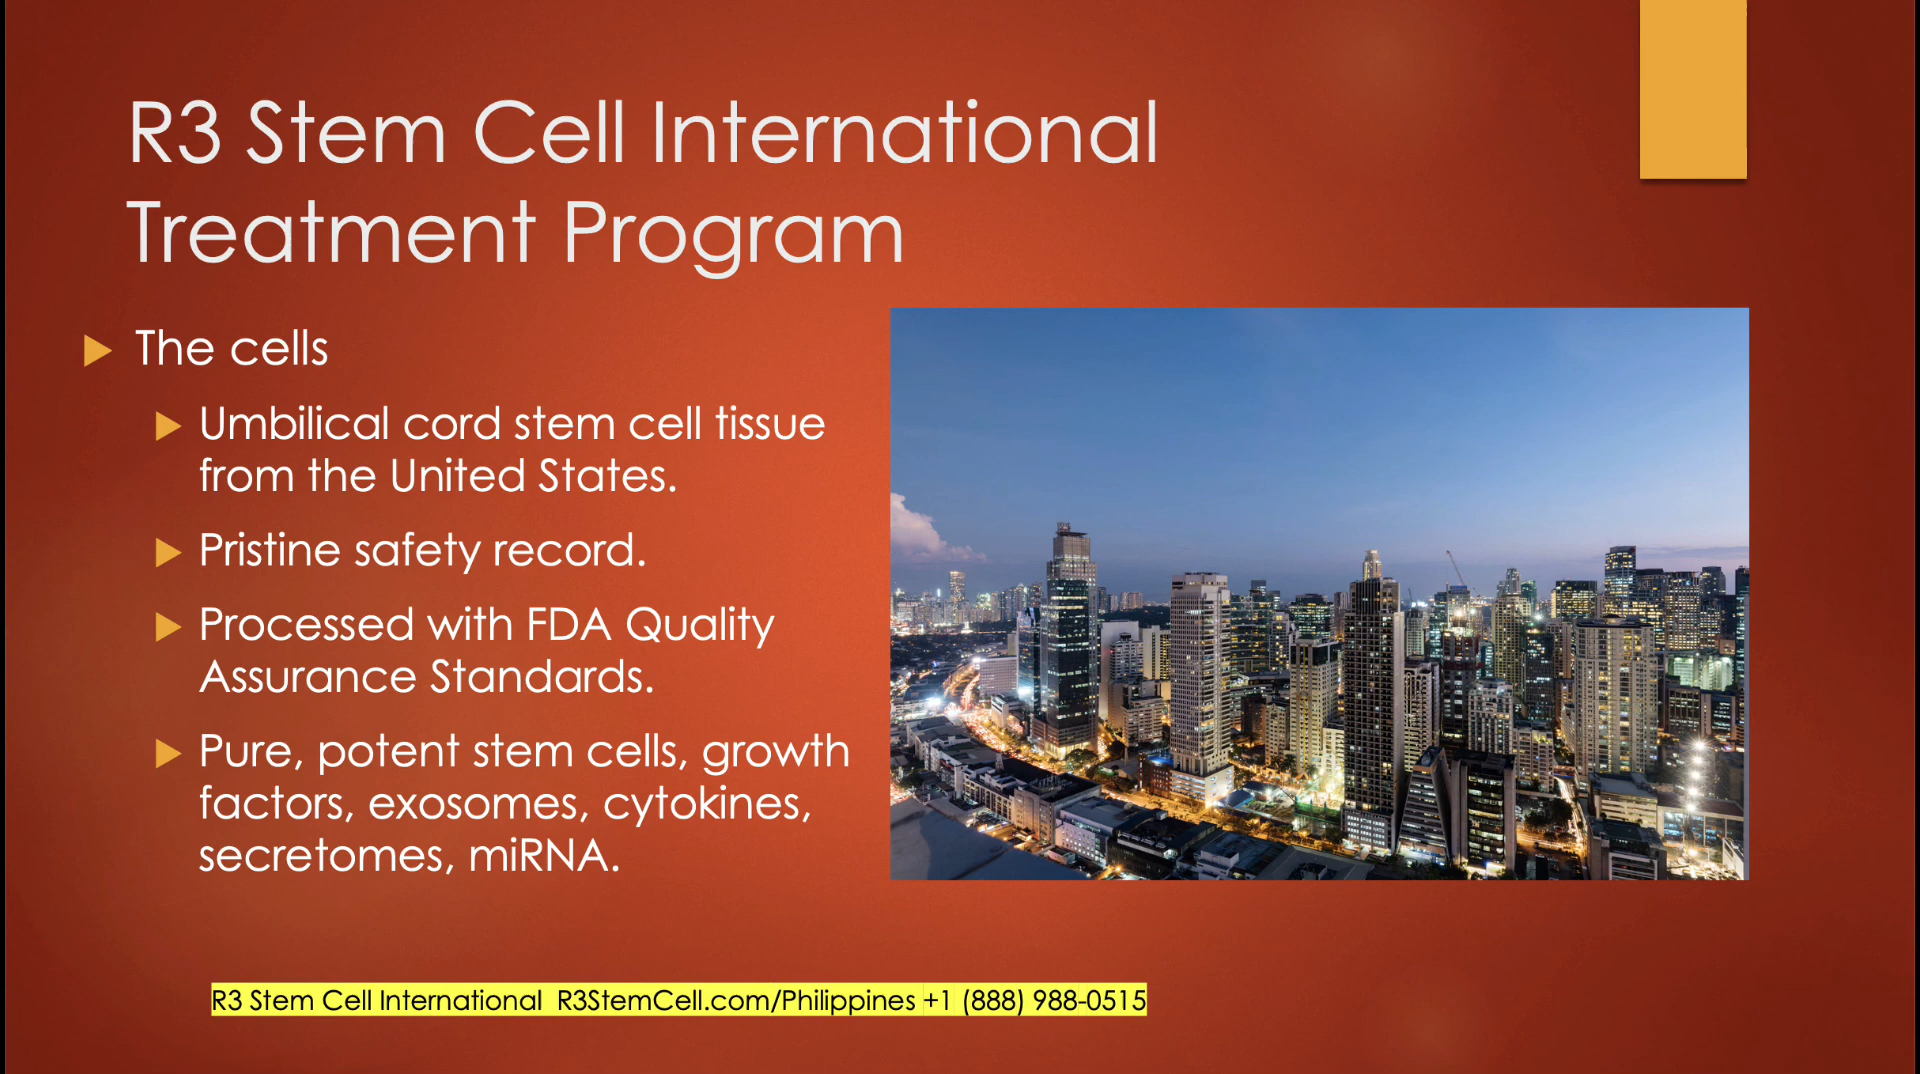 R3 Stem Cell International
Treatment Program
The cells
Umbilical cord stem cell tissue
from the United States.
Pristine safety record.
Processed with FDA Quality
Assurance Standards.
Pure, potent stem cells, growth
factors, exosomes, cytokines,
secretomes, miRNA.
R3 Stem Cell International  R3StemCell.com/Philippines +1 (888) 988-0515